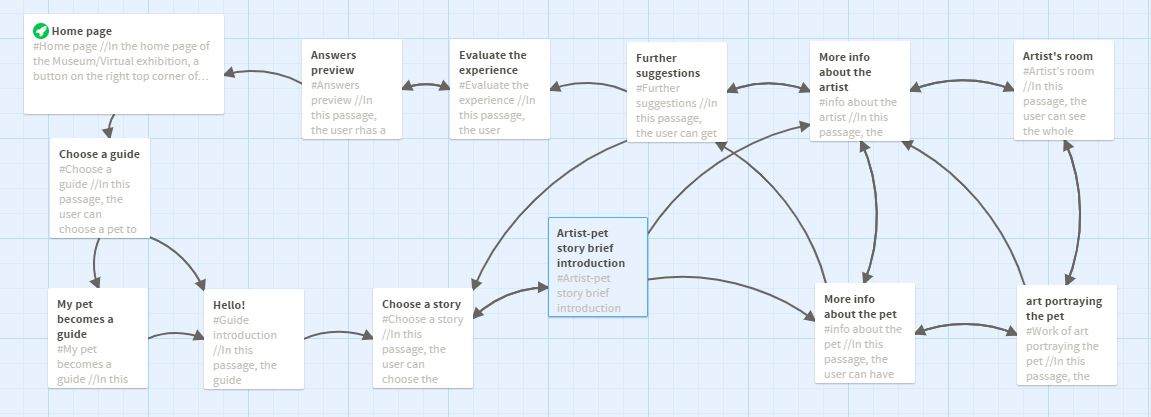 Home page
#Home page //In the home page of
the Museum/Virtual exhibition, a
button on the right top corner of...
Answers
preview
#Answers
preview //In
this passage,
the user rhas a
Evaluate the
experience
#Evaluate the
experience //In
this passage,
the user
Further
suggestions
#Further
suggestions //In
this passage,
the user can get
More info
about the
artist
#info about the
artist //In this
passage, the
Artist's room
#Artist's room
//In this
passage, the
user can see
the whole
Choose a guide
#Choose a
guide //In this
passage, the
user can
choose a pet to
Artist-pet
story brief
introduction
#Artist-pet
story brief
introduction
My pet
becomes a
guide
#My pet
becomes a
guide //In this
Hello!
#Guide
introduction
//In this
passage, the
guide
Choose a story
#Choose a story
//In this
passage, the
user can
choose the
More info
about the pet
#info about the
pet //In this
passage, the
user can have
art portraying
the pet
#Work of art
portraying the
pet //In this
passage, the